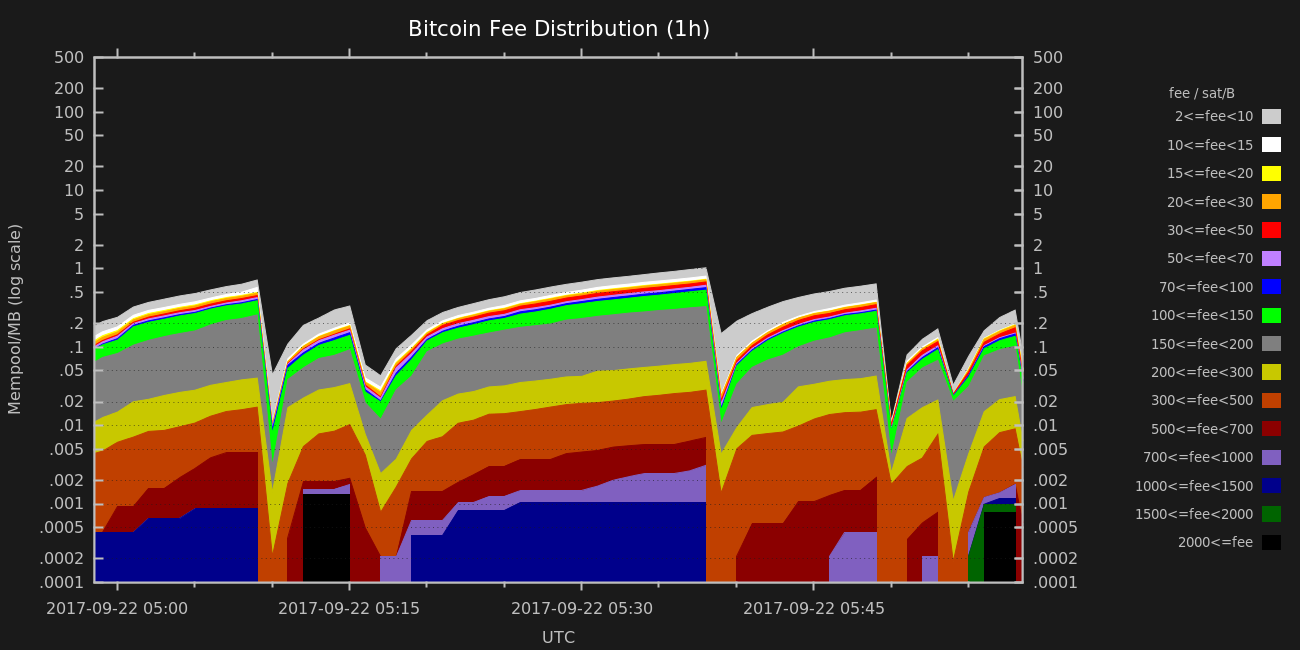 Bitcoin Fee Distribution (1h)
500
200
100
50
20
10
5
2
1
.5
.2
.1
.05
.02
.01
.005
.002
.001
.0005
.0002
.0001
Mempool/MB (log scale)
500
200
100
50
20
10
5
2
1
.5
.2
.1
.05
.02
.01
.005
.002
.001
.0005
.0002
.0001
fee / sat/B
2<=fee<10
10<=fee<15
15<=fee<20
20<=fee<30
30<=fee<50
50<=fee<70
70<=fee<100
100<=fee<150
150<=fee<200
200<=fee<300
300<=fee<500
500<=fee<700
700<=fee<1000
1000<=fee<1500
1500<=fee<2000
2000<=fee
2017-09-22 05:00 2017-09-22 05:15 2017-09-22 05:30 2017-09-22 05:45
UTC